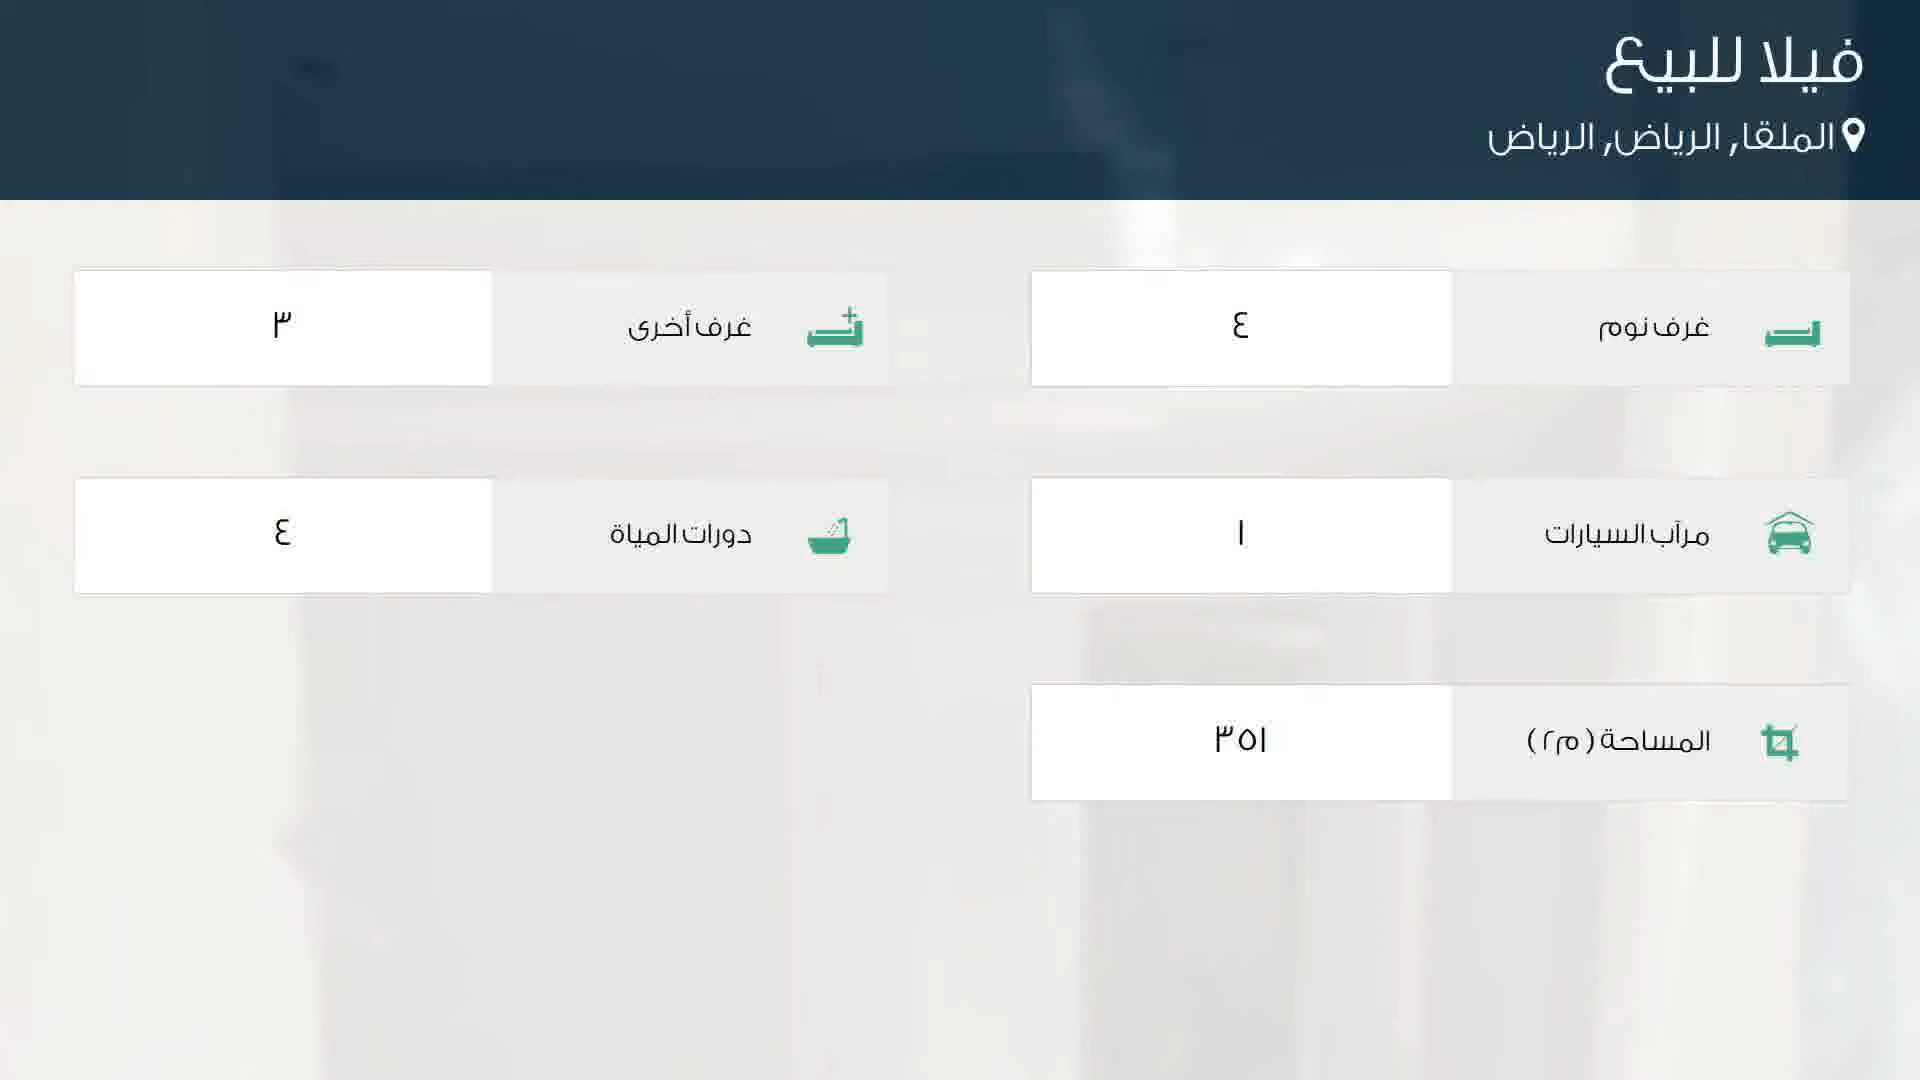 فيلا للبيع
الملقا, الرياض, الرياض
غرف نوم
٤
غرف أخرى
٣
مرآب السيارات
١
دورات المياة
٤
المساحة (م٢)
٣٥١